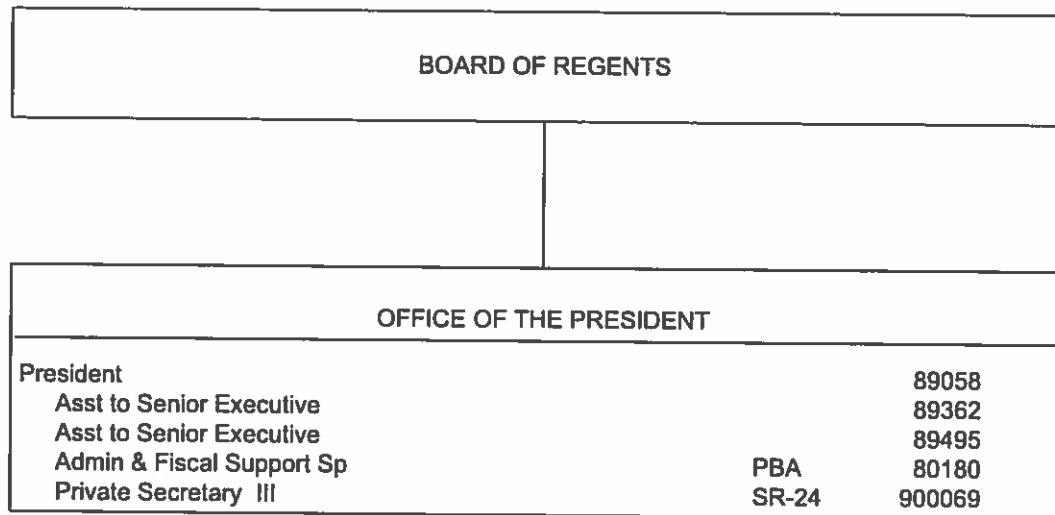 BOARD OF REGENTS
OFFICE OF THE PRESIDENT
President 89058
Asst to Senior Executive 89362
Asst to Senior Executive 89495
Admin & Fiscal Support Sp PBA 80180
Private Secretary III SR-24 900069